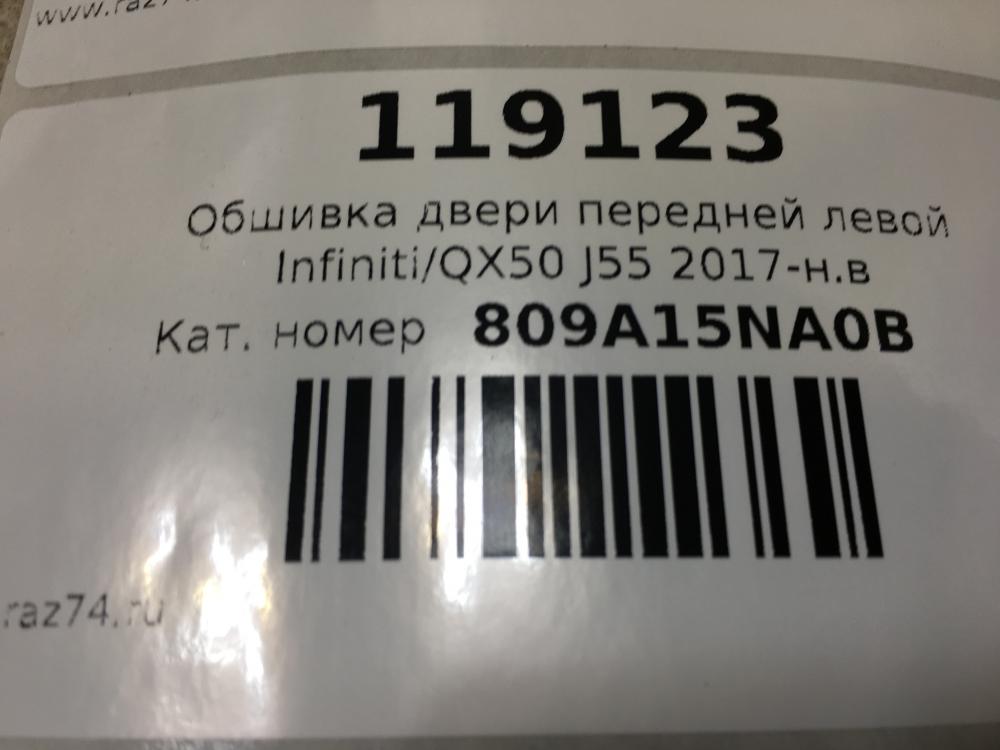 119123
Обшивка двери передней левой
Infiniti/QX50 J55 2017-н.в
Кат. номер 809A15NA0B
raz74.ru